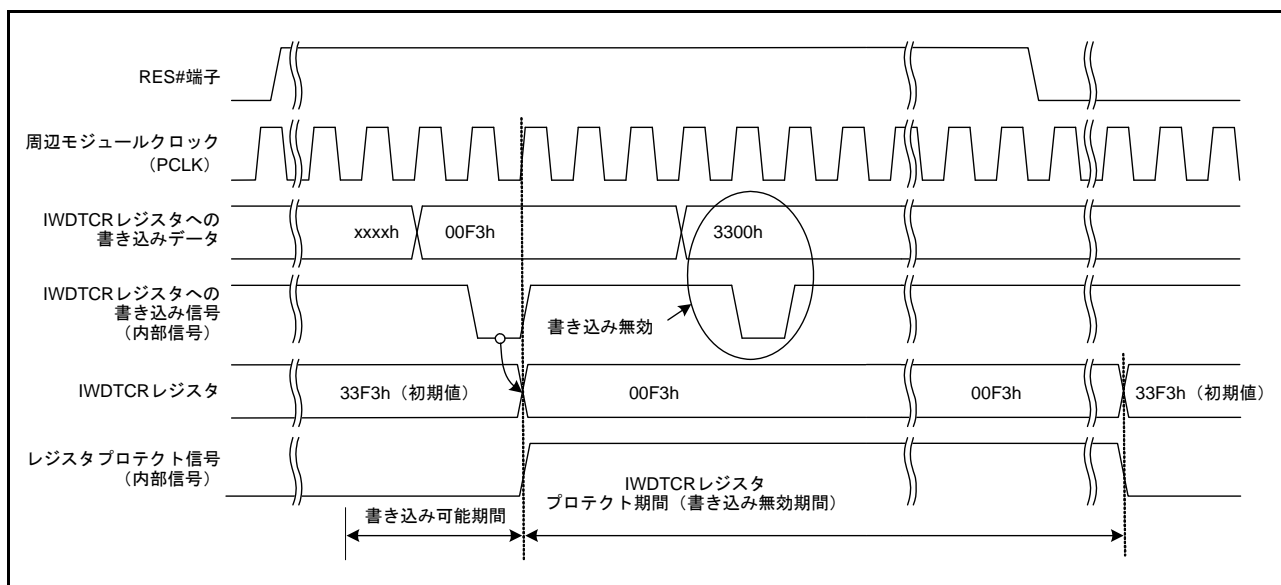 RES#端子
周辺モジュールクロック
（PCLK）
IWDTCRレジスタへの
書き込みデータ
xxxxh
00F3h
3300h
IWDTCRレジスタへの
書き込み信号
（内部信号）
書き込み無効
IWDTCRレジスタ
33F3h（初期値）
00F3h
00F3h
33F3h（初期値）
レジスタプロテクト信号
（内部信号）
IWDTCRレジスタ
プロテクト期間（書き込み無効期間）
書き込み可能期間